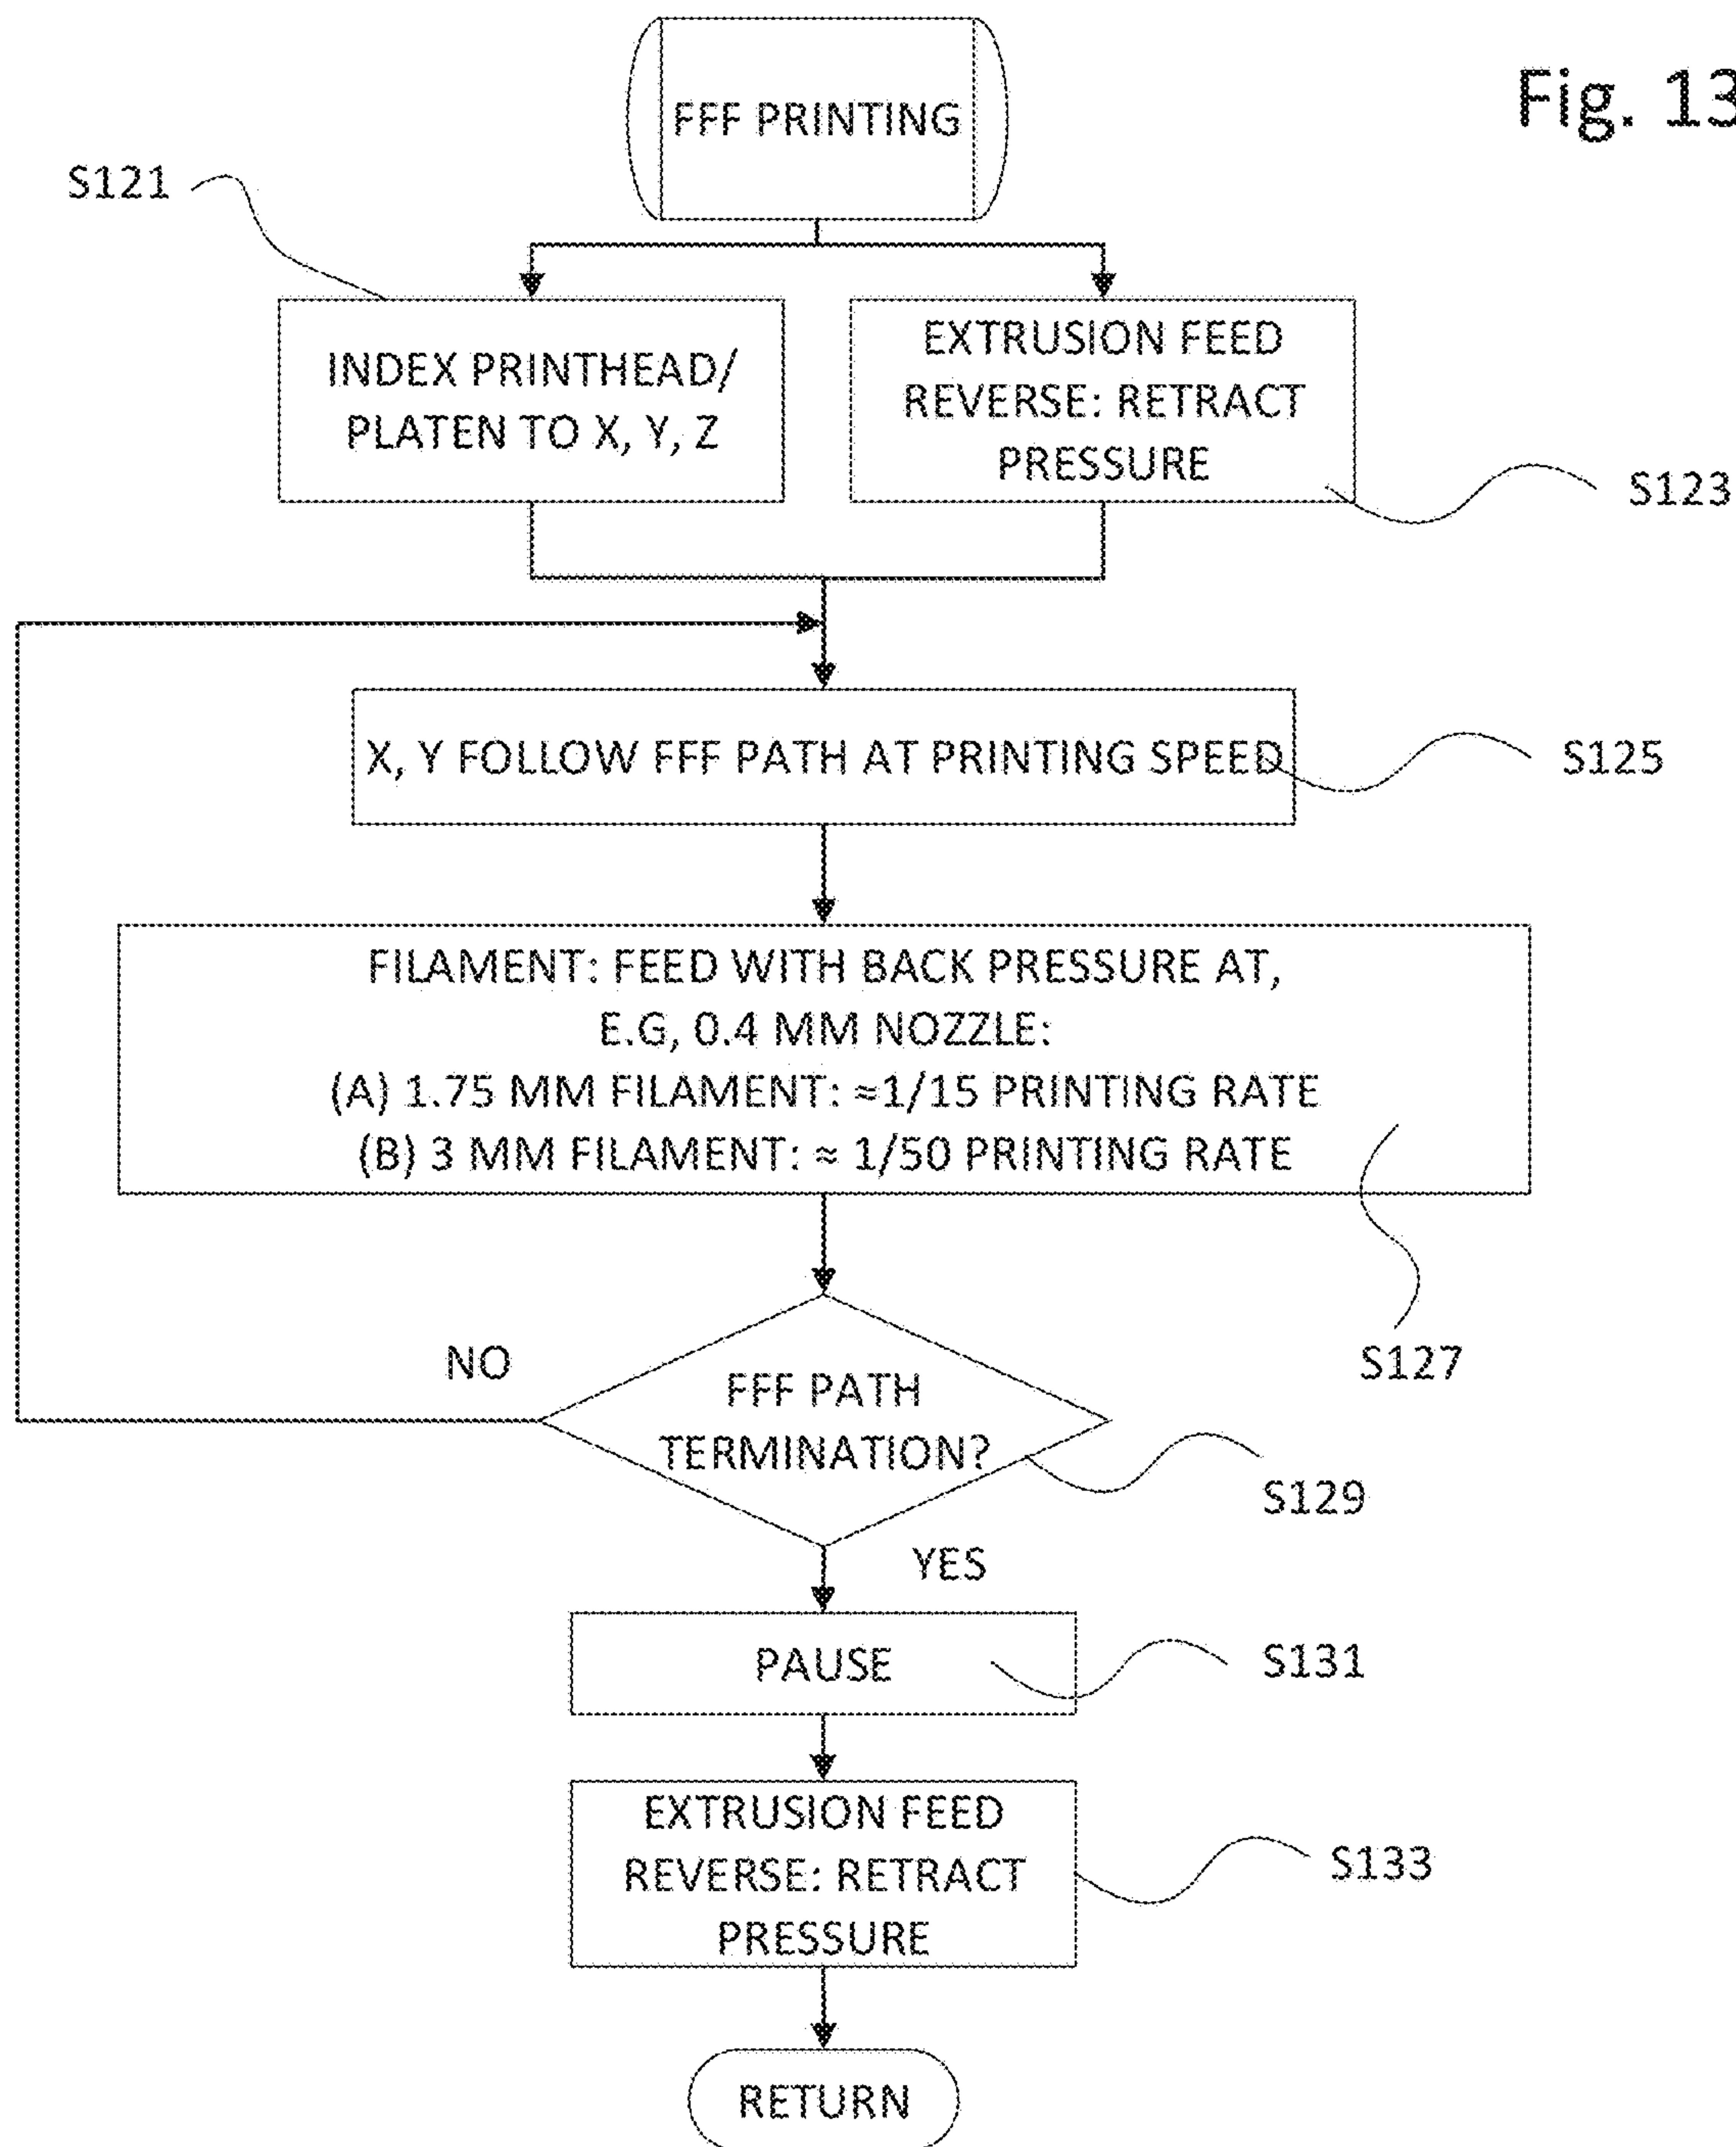 Fig. 13
FFF PRINTING
S121
INDEX PRINTHEAD/
PLATEN TO X, Y, Z
EXTRUSION FEED
REVERSE: RETRACT
PRESSURE
S123
X, Y FOLLOW FFF PATH AT PRINTING SPEED
S125
FILAMENT: FEED WITH BACK PRESSURE AT,
E.G, 0.4 MM NOZZLE:
(A) 1.75 MM FILAMENT: ≈1/15 PRINTING RATE
(B) 3 MM FILAMENT: ≈ 1/50 PRINTING RATE
S127
NO
FFF PATH
TERMINATION?
S129
YES
PAUSE
S131
EXTRUSION FEED
REVERSE: RETRACT
PRESSURE
S133
RETURN